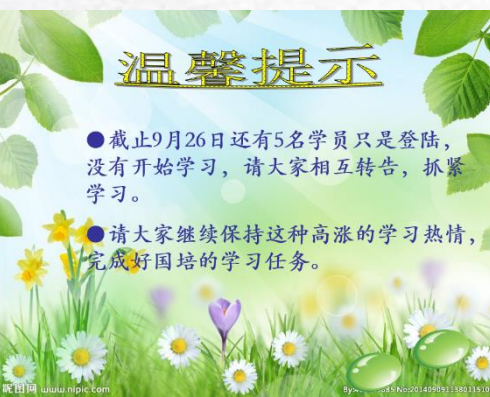 温馨提示
●截止9月26日还有5名学员只是登陆，
没有开始学习，请大家相互转告，抓紧
学习。
●请大家继续保持这种高涨的学习热情，
完成好国培的学习任务。
昵图网 www.nipic.com